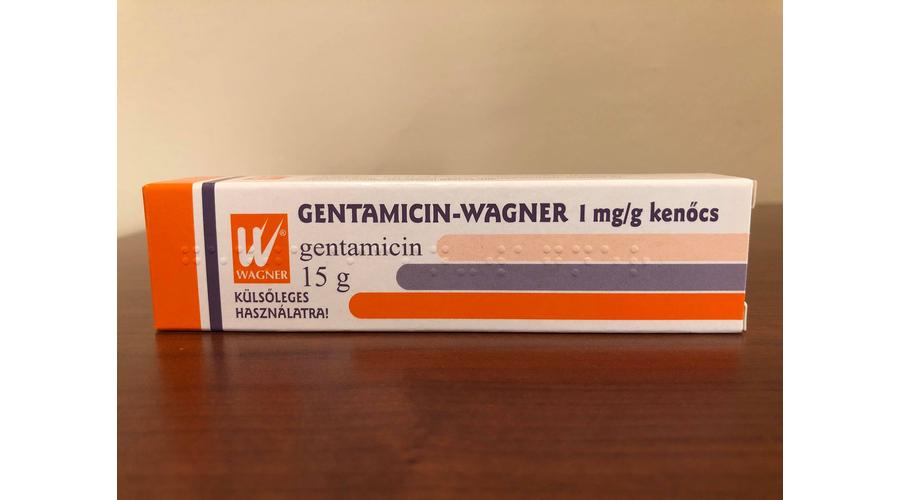 GENTAMICIN-WAGNER 1 mg/g kenőcs
gentamicin
15 g
W®
WAGNER
KÜLSŐLEGES
HASZNÁLATRA!